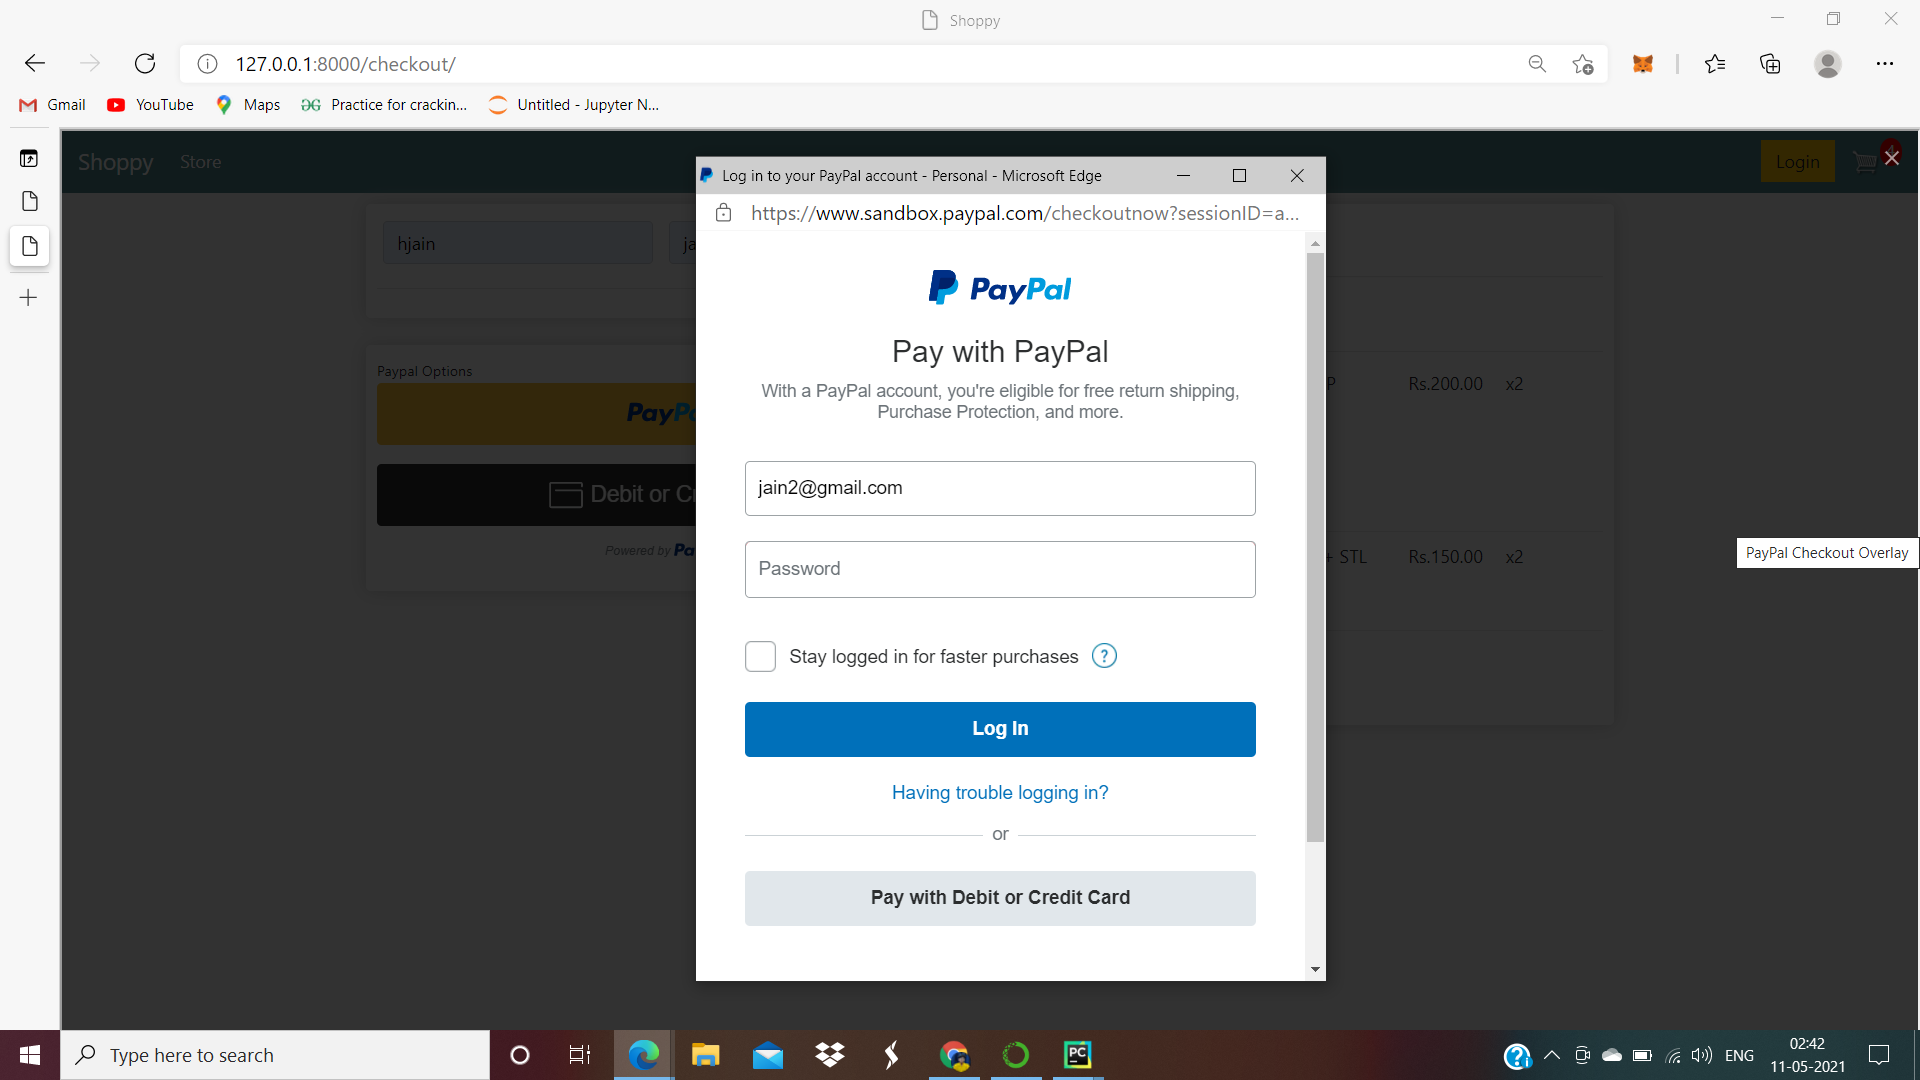 Shoppy
127.0.0.1:8000/checkout/
Gmail
YouTube
Maps
Practice for crackin...
Untitled - Jupyter N...
Shoppy
Store
Login
Log in to your PayPal account - Personal - Microsoft Edge
https://www.sandbox.paypal.com/checkoutnow?sessionID=a...
hjain
ja
Paypal Options
PayPa
Debit or Cr
Powered by Pa
PayPal
Pay with PayPal
With a PayPal account, you're eligible for free return shipping,
Purchase Protection, and more.
jain2@gmail.com
Password
Stay logged in for faster purchases ?
Log In
Having trouble logging in?
or
Pay with Debit or Credit Card
P Rs.200.00 x2
+ STL Rs.150.00 x2
PayPal Checkout Overlay
Type here to search
PC
ENG
02:42
11-05-2021